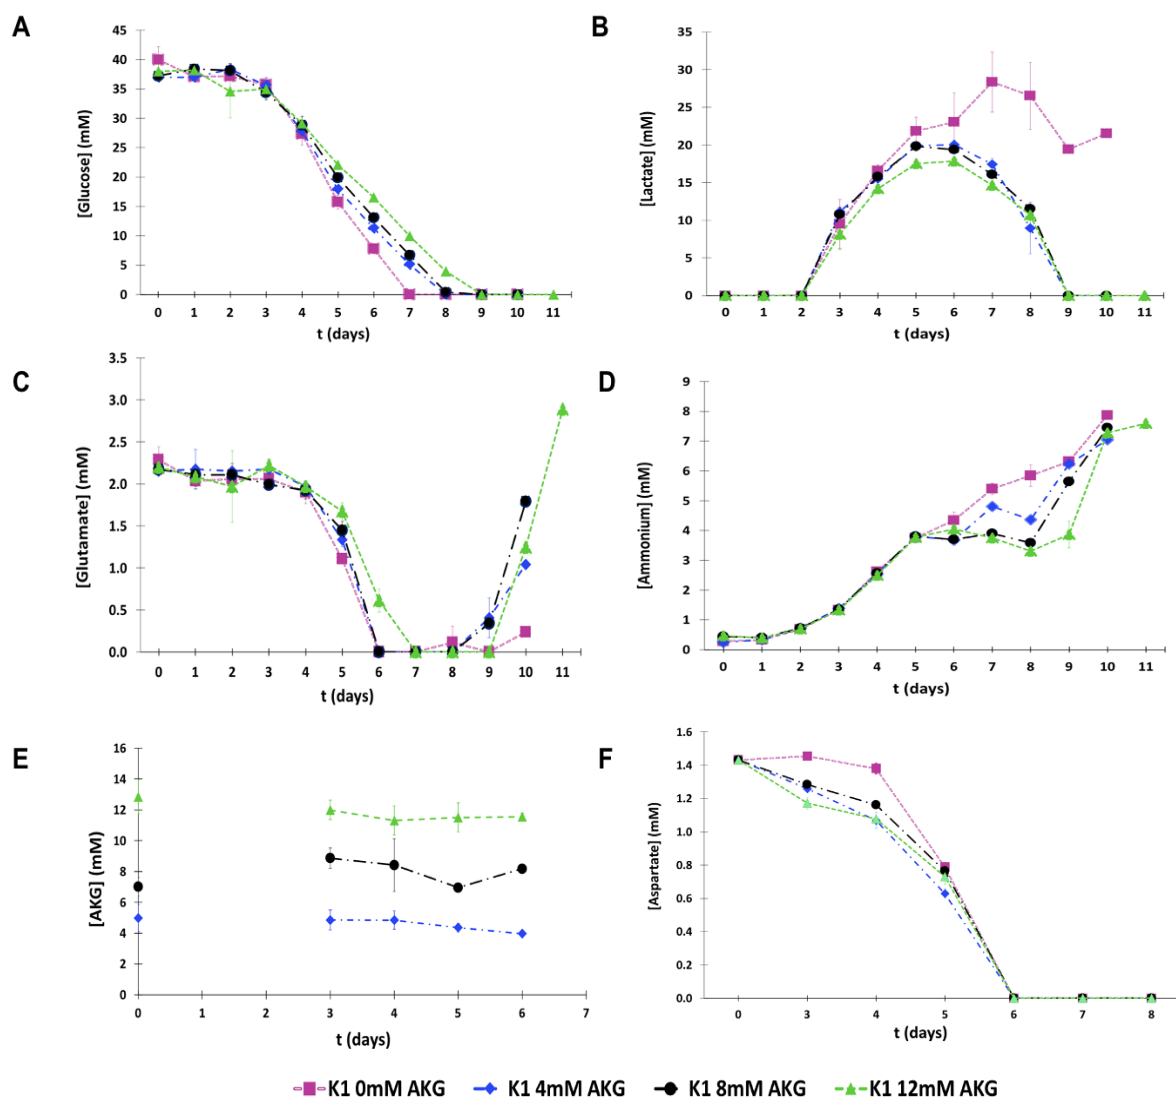 A
[Glucose] (mM)
45
40
35
30
25
20
15
10
5
0
0 1 2 3 4 5 6 7 8 9 10 11
t (days)
B
[Lactate] (mM)
35
30
25
20
15
10
5
0
0 1 2 3 4 5 6 7 8 9 10 11
t (days)
C
[Glutamate] (mM)
3.5
3.0
2.5
2.0
1.5
1.0
0.5
0.0
0 1 2 3 4 5 6 7 8 9 10 11
t (days)
D
[Ammonium] (mM)
9
8
7
6
5
4
3
2
1
0
0 1 2 3 4 5 6 7 8 9 10 11
t (days)
E
[AKG] (mM)
16
14
12
10
8
6
4
2
0
0 1 2 3 4 5 6 7
t (days)
F
[Aspartate] (mM)
1.6
1.4
1.2
1.0
0.8
0.6
0.4
0.2
0.0
0 3 4 5 6 7 8
t (days)
K1 0mM AKG K1 4mM AKG K1 8mM AKG K1 12mM AKG